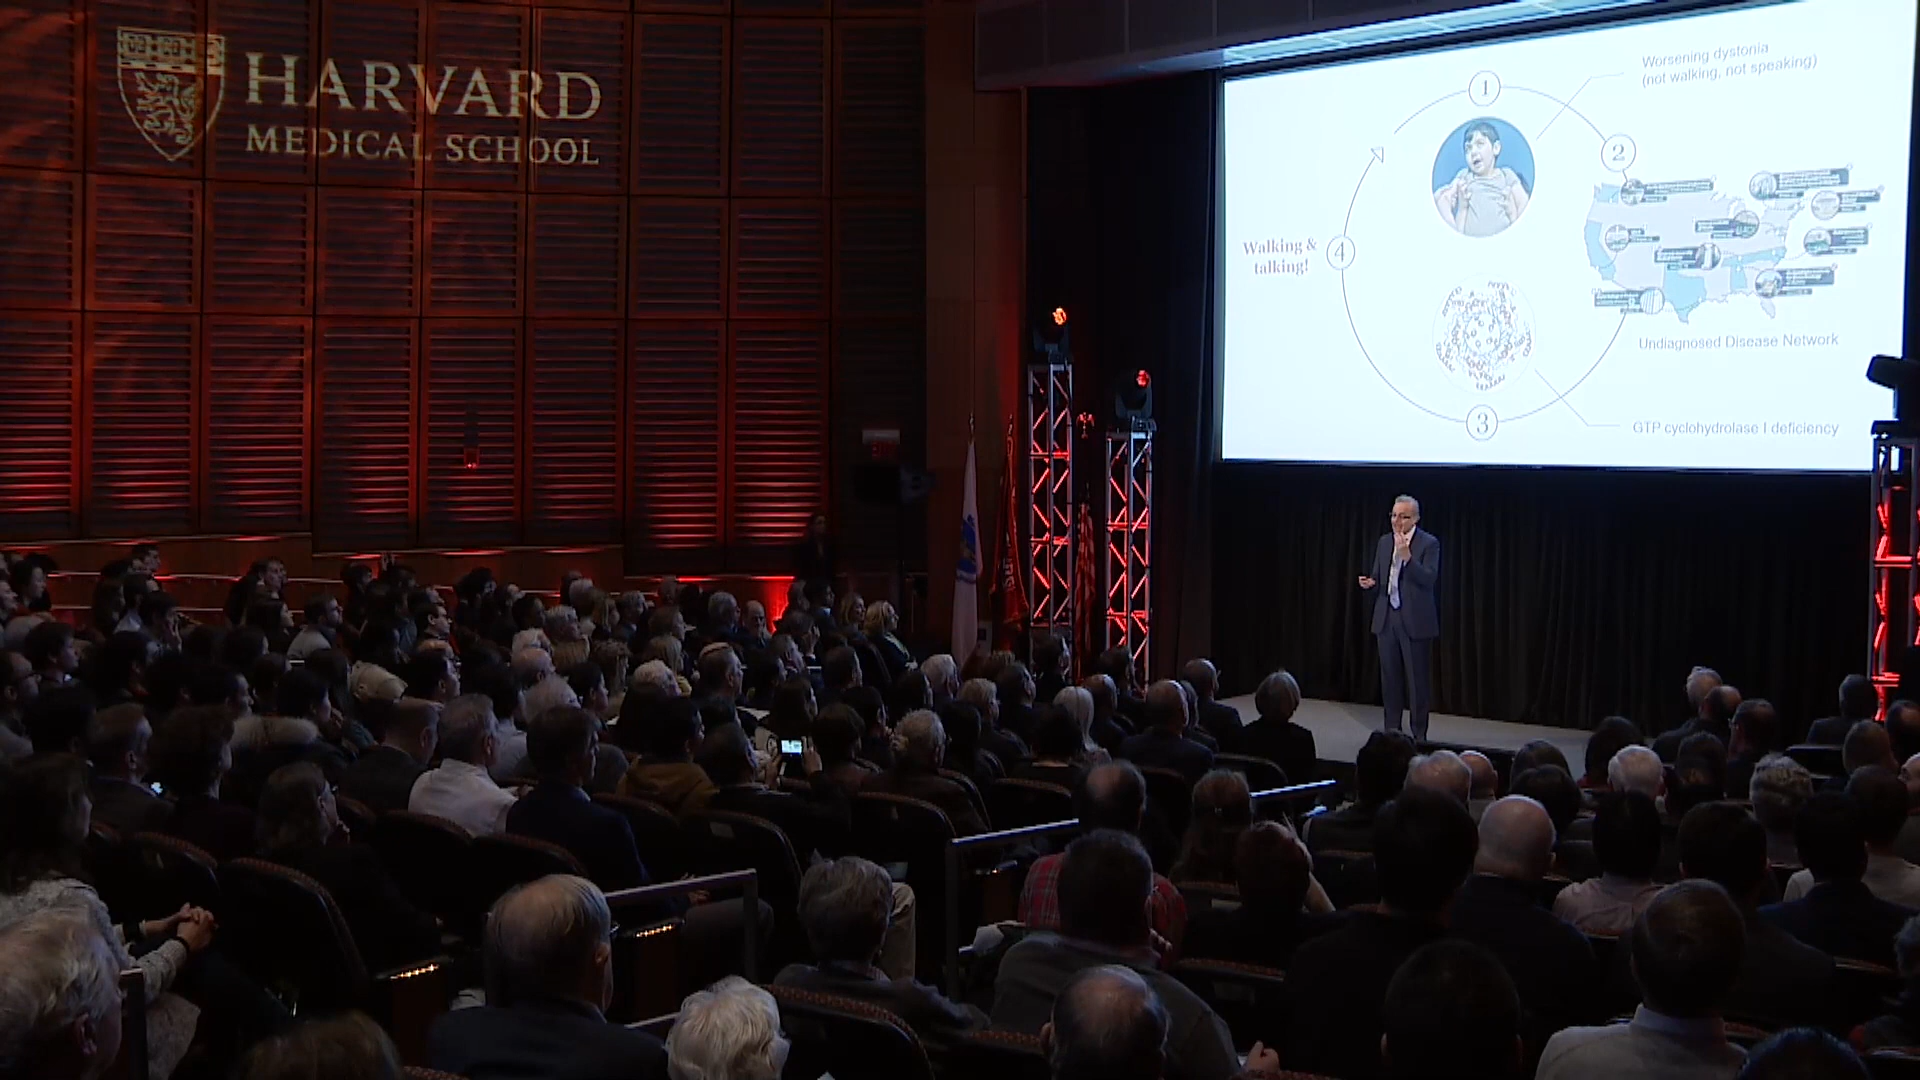 HARVARD
MEDICAL SCHOOL
Worsening dystonia
(not walking, not speaking)
1
2
Walking &
talking!
4
Undiagnosed Disease Network
3
GTP cyclohydrolase I deficiency